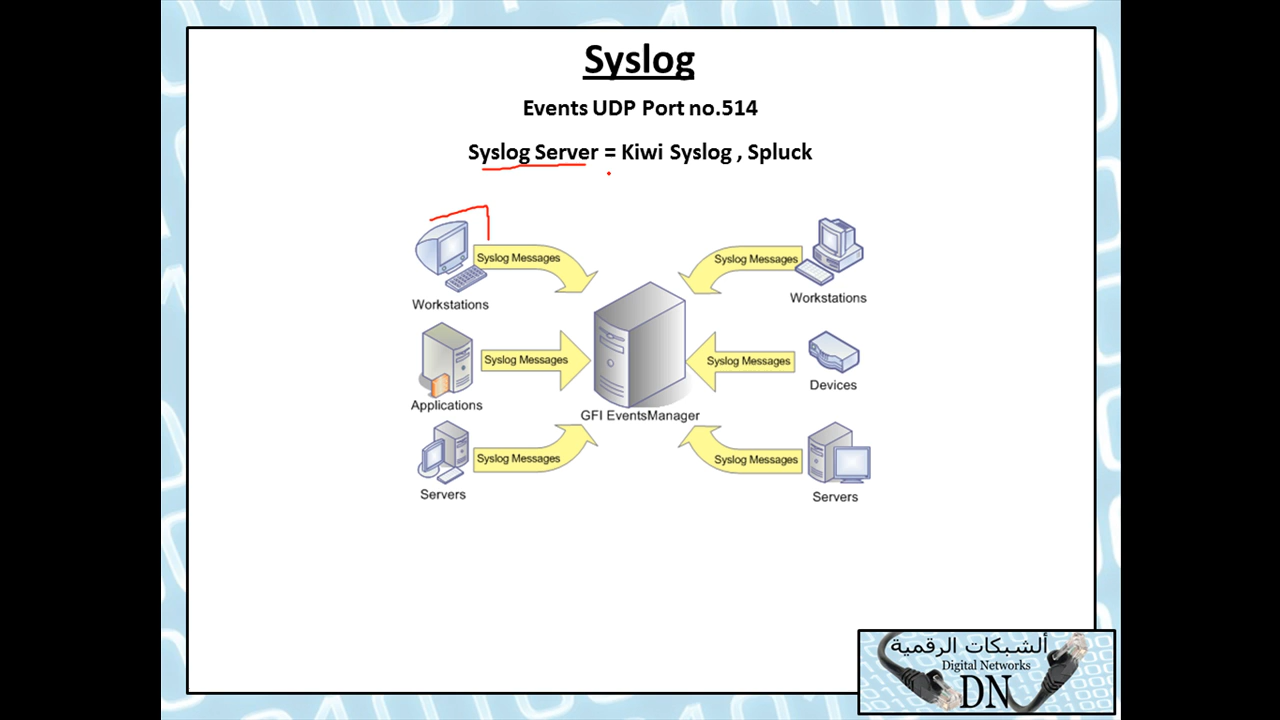 Syslog
Events UDP Port no.514
Syslog Server = Kiwi Syslog , Spluck
Syslog Messages
Syslog Messages
Workstations
Workstations
Syslog Messages
Syslog Messages
Applications
Devices
GFI EventsManager
Syslog Messages
Syslog Messages
Servers
Servers
ألشبكات الرقمية
Digital Networks
DN